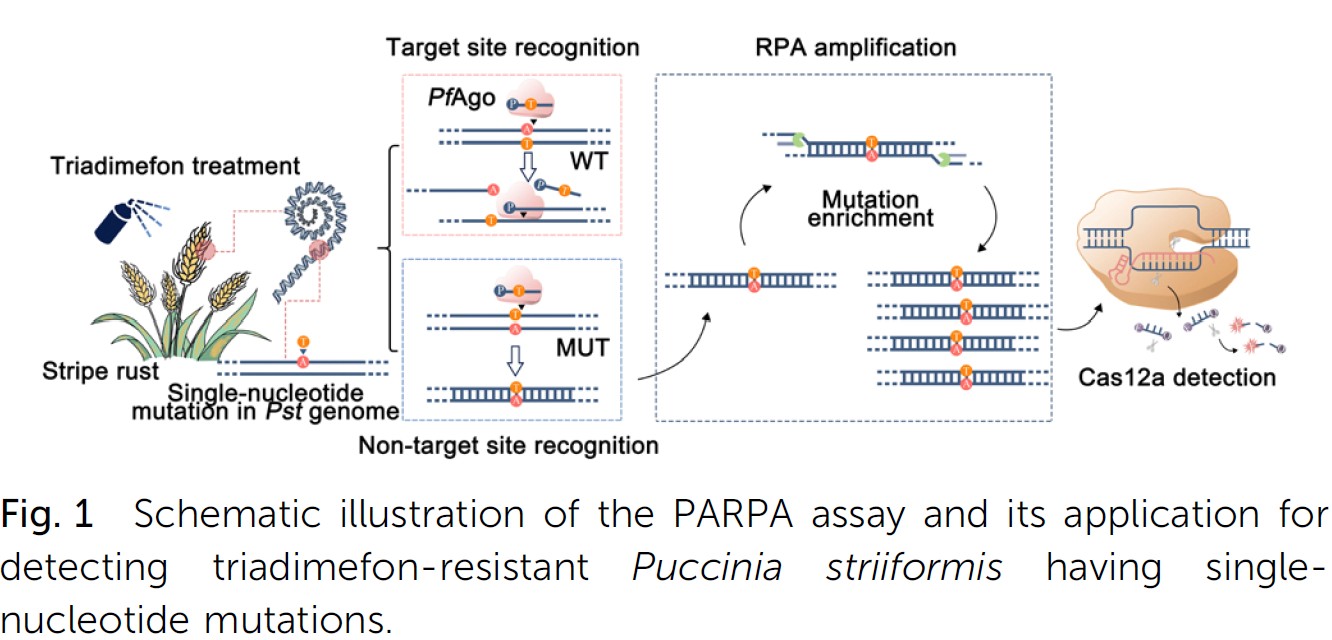 Target site recognition
RPA amplification
PfAgo
P T
A
T
WT
Triadimefon treatment
A
P
T
P
T
Mutation
enrichment
P T
T
A
MUT
T
A
T
A
T
A
T
A
T
A
T
A
T
A
T
A
Stripe rust
Single-nucleotide
mutation in Pst genome
Cas12a detection
Non-target site recognition
Fig. 1 Schematic illustration of the PARPA assay and its application for
detecting triadimefon-resistant Puccinia striiformis having single-
nucleotide mutations.